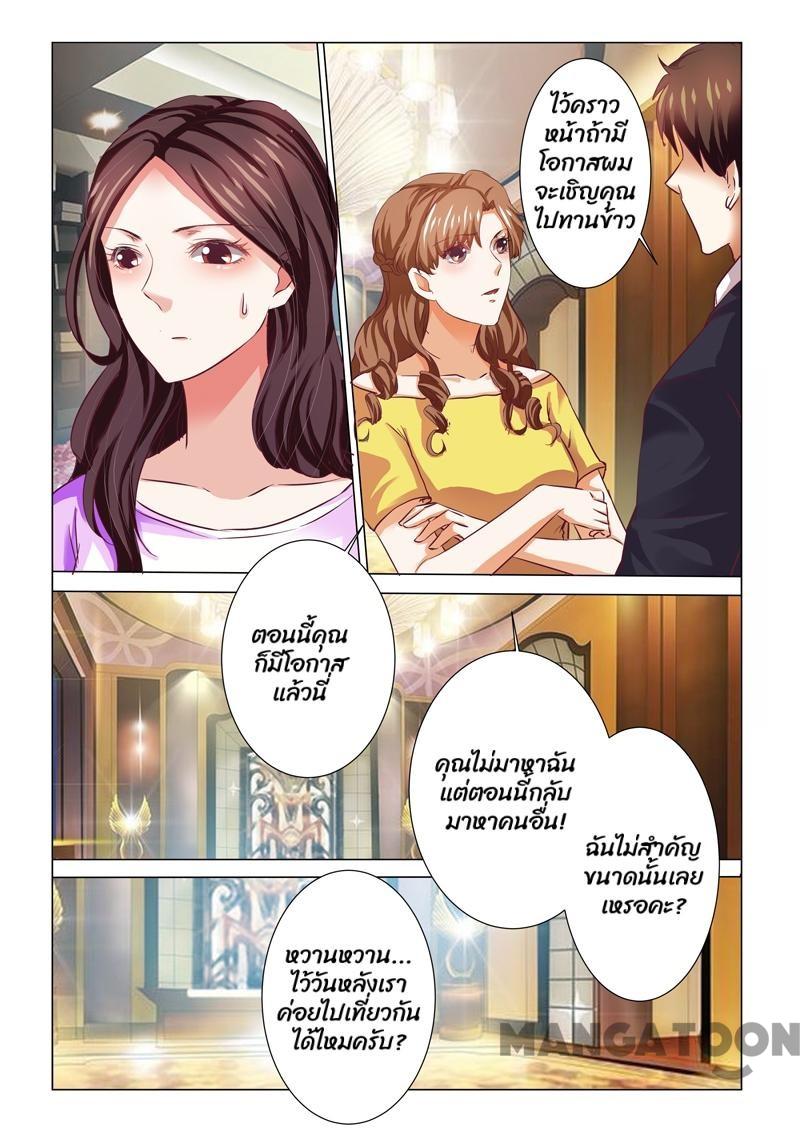 ไว้คราว
หน้าถ้ามี
โอกาสผม
จะเชิญคุณ
ไปทานข้าว
ตอนนี้คุณ
ก็มีโอกาส
แล้วนี่
คุณไม่มาหาฉัน
แต่ตอนนี้กลับ
มาหาคนอื่น!
ฉันไม่สำคัญ
ขนาดนั้นเลย
เหรอคะ?
หวานหวาน...
ไว้วันหลังเรา
ค่อยไปเที่ยวกัน
ได้ไหมครับ?
MANGATOON